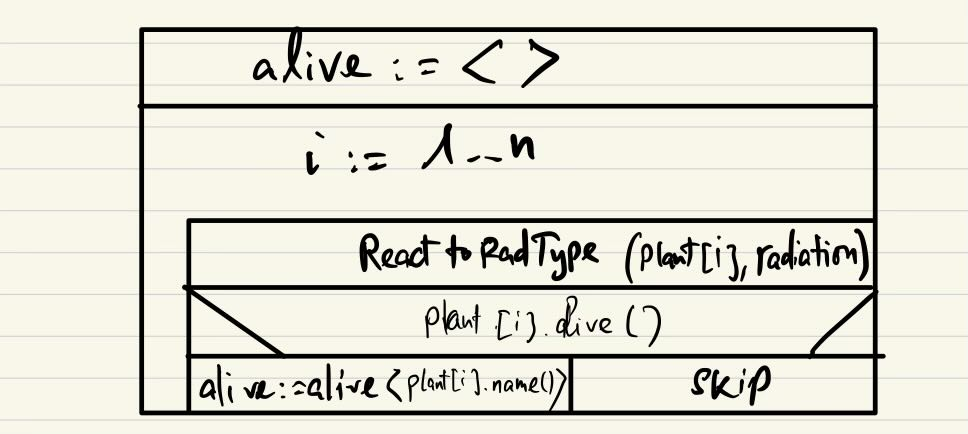 alive := < >
i := 1..n
React to RadType (plant[i], radiation)
plant[i].alive()
alive:=alive<plant[i].name()>
skip